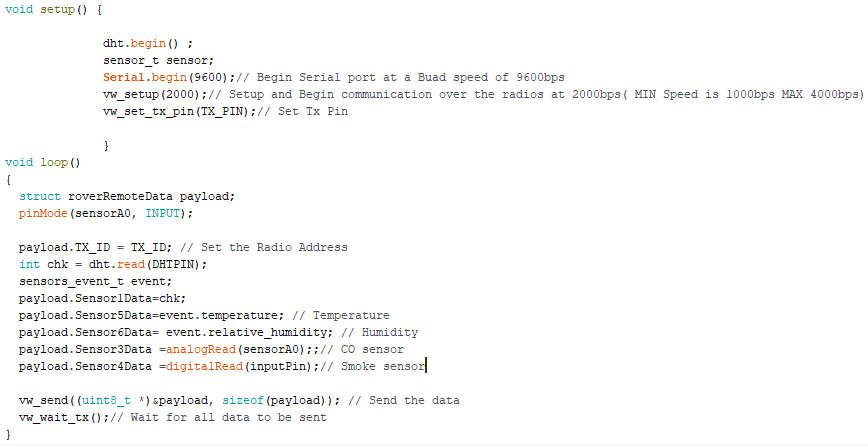 void setup() {
dht.begin() ;
sensor_t sensor;
Serial.begin(9600);// Begin Serial port at a Buad speed of 9600bps
vw_setup(2000);// Setup and Begin communication over the radios at 2000bps( MIN Speed is 1000bps MAX 4000bps)
vw_set_tx_pin(TX_PIN);// Set Tx Pin
}
void loop()
{
struct roverRemoteData payload;
pinMode(sensorA0, INPUT);
payload.TX_ID = TX_ID; // Set the Radio Address
int chk = dht.read(DHTPIN);
sensors_event_t event;
payload.Sensor1Data=chk;
payload.Sensor5Data=event.temperature; // Temperature
payload.Sensor6Data= event.relative_humidity; // Humidity
payload.Sensor3Data =analogRead(sensorA0);;// CO sensor
payload.Sensor4Data =digitalRead(inputPin);// Smoke sensor
vw_send((uint8_t *)&payload, sizeof(payload)); // Send the data
vw_wait_tx();// Wait for all data to be sent
}